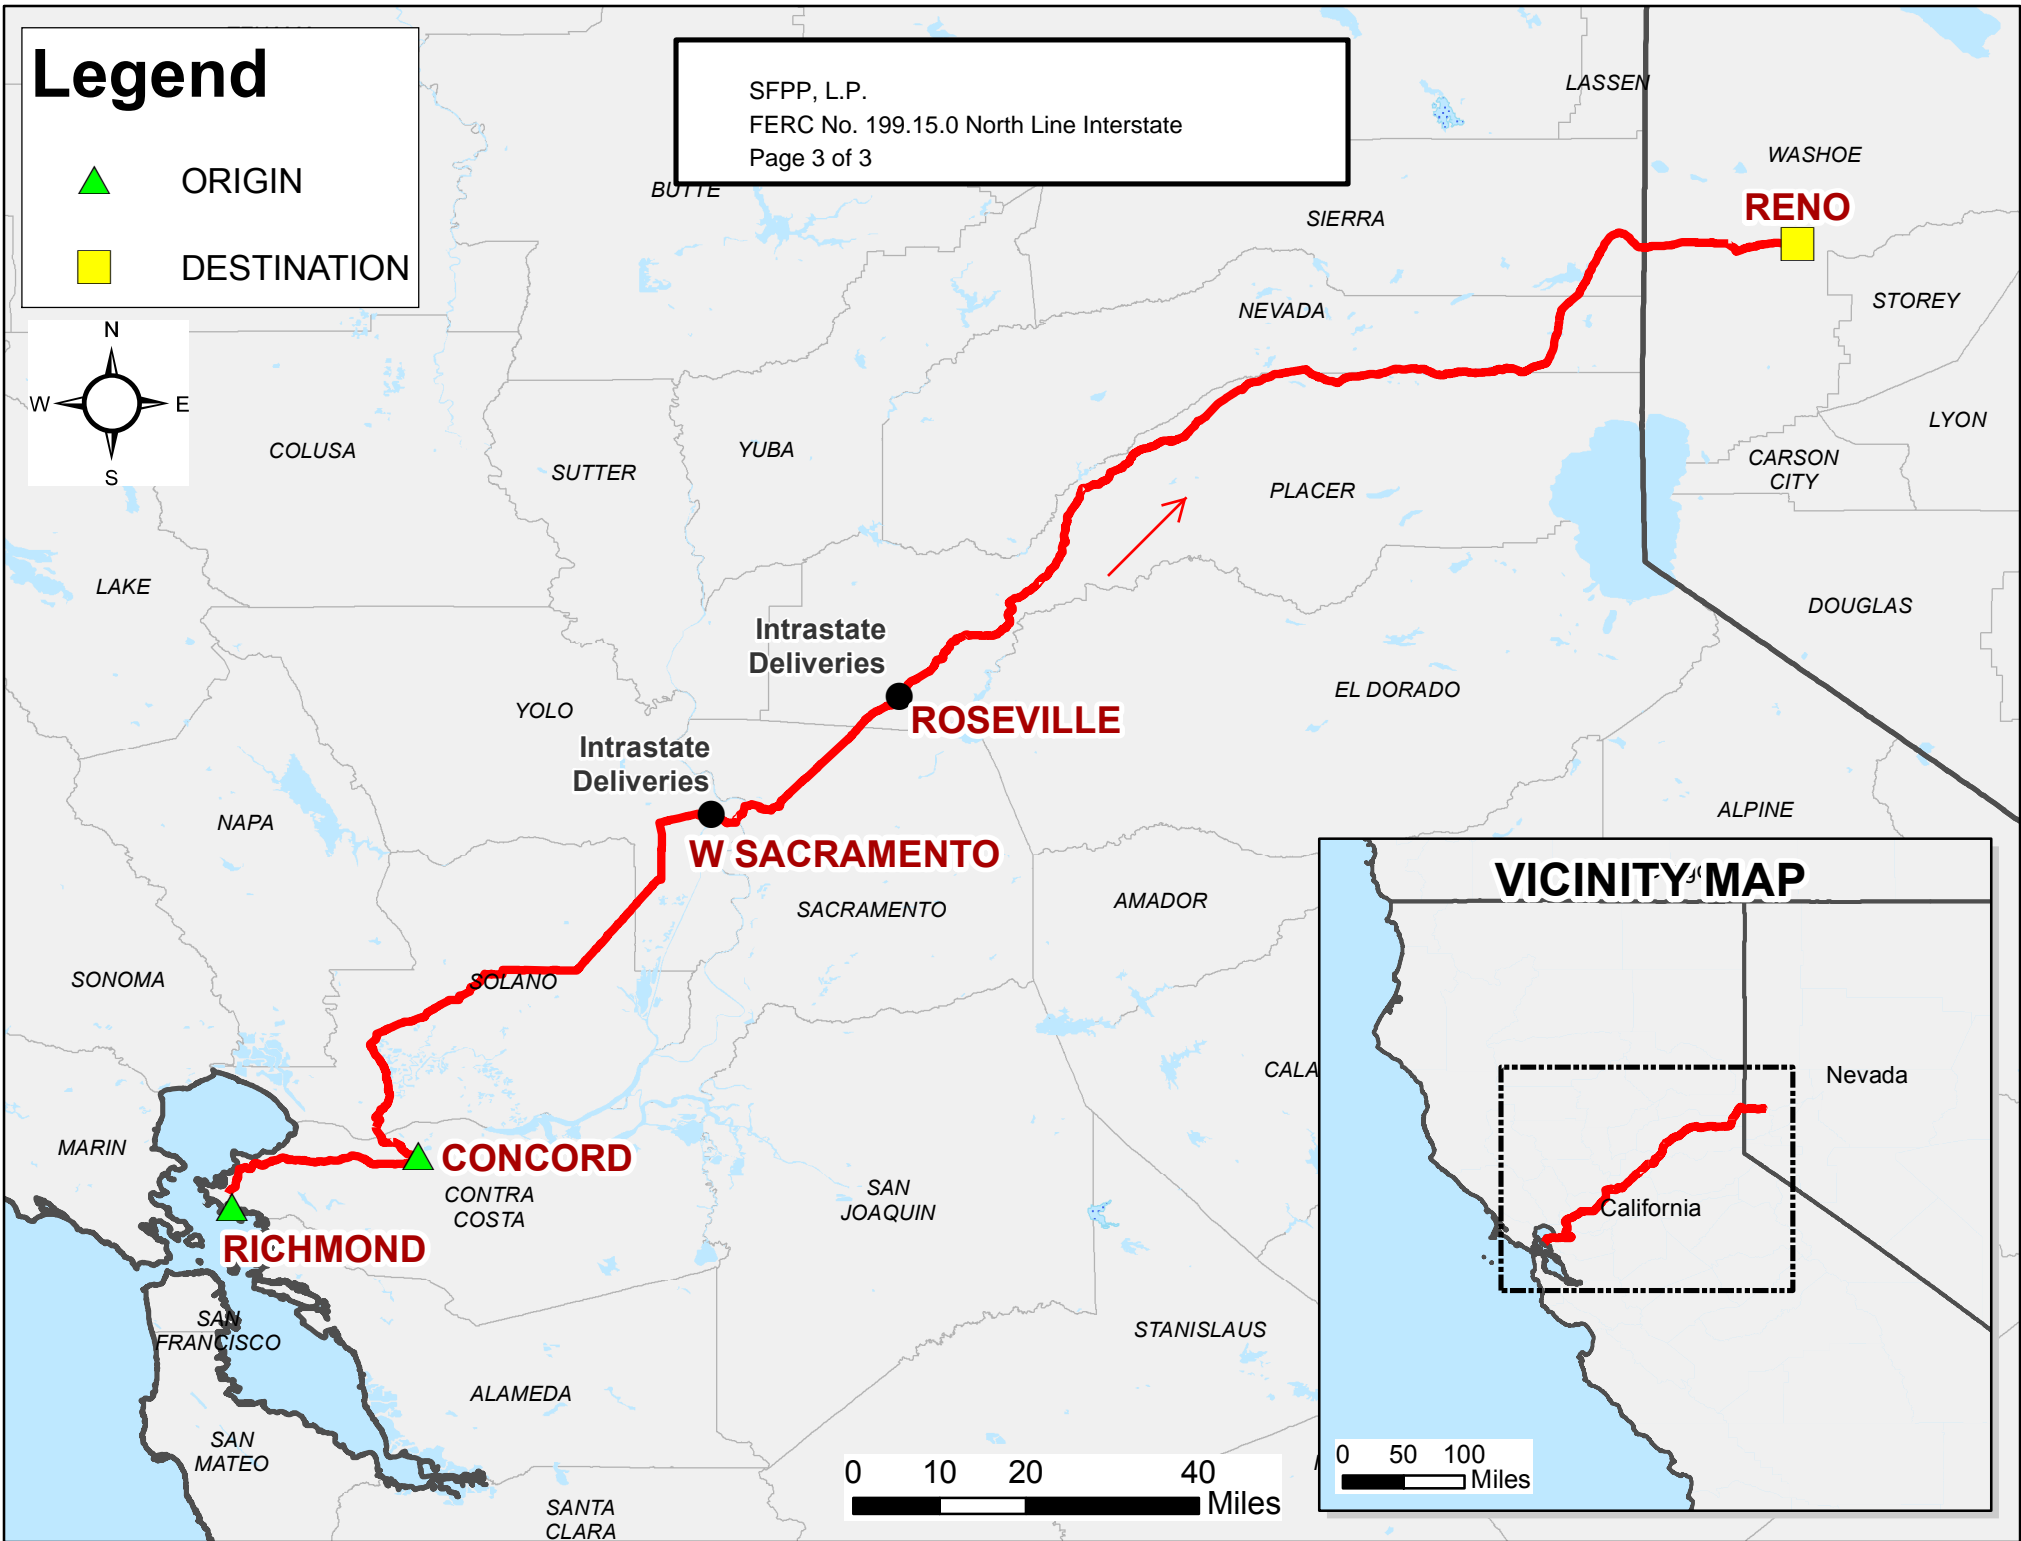 Legend
ORIGIN
DESTINATION
SFPP, L.P.
FERC No. 199.15.0 North Line Interstate
Page 3 of 3
N
W
E
S
LASSEN
WASHOE
BUTTE
SIERRA
RENO
NEVADA
STOREY
LYON
COLUSA
SUTTER
YUBA
CARSON
CITY
PLACER
LAKE
DOUGLAS
Intrastate
Deliveries
ROSEVILLE
EL DORADO
YOLO
Intrastate
Deliveries
W SACRAMENTO
NAPA
ALPINE
SACRAMENTO
AMADOR
SONOMA
SOLANO
CALA
MARIN
CONCORD
CONTRA
COSTA
SAN
JOAQUIN
RICHMOND
SAN
FRANCISCO
STANISLAUS
ALAMEDA
SAN
MATEO
SANTA
CLARA
0 10 20 40
Miles
VICINITY MAP
Nevada
California
0 50 100
Miles